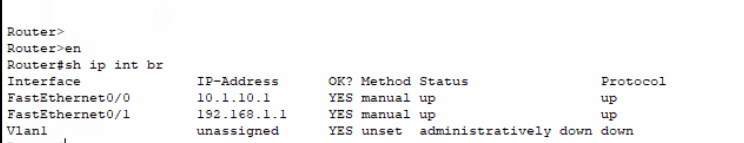 Router>
Router>en
Router#sh ip int br
Interface IP-Address OK? Method Status Protocol
FastEthernet0/0 10.1.10.1 YES manual up up
FastEthernet0/1 192.168.1.1 YES manual up up
Vlan1 unassigned YES unset administratively down down